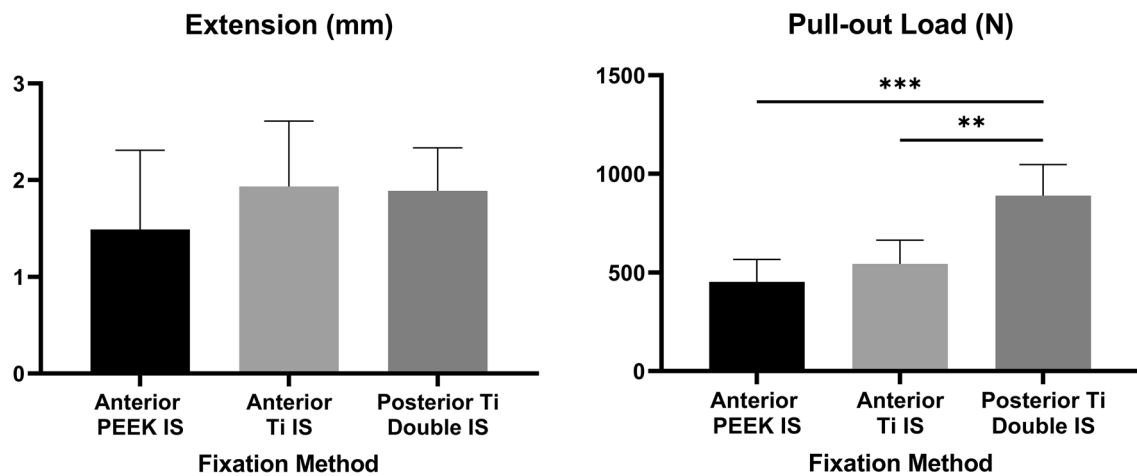 Extension (mm)
3
2
1
0
Anterior PEEK IS
Anterior Ti IS
Posterior Ti Double IS
Fixation Method
Pull-out Load (N)
1500
1000
500
0
***
**
Anterior PEEK IS
Anterior Ti IS
Posterior Ti Double IS
Fixation Method